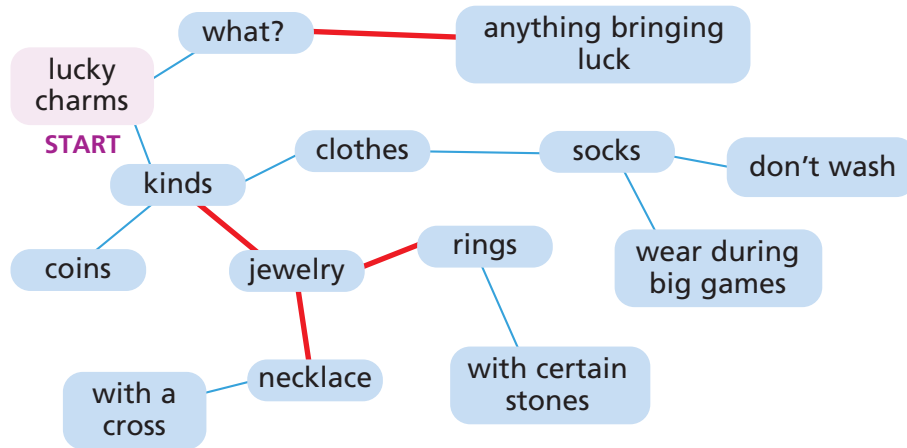 what?
anything bringing
luck
lucky
charms
START
clothes
socks
don't wash
kinds
rings
wear during
big games
coins
jewelry
necklace
with certain
stones
with a
cross